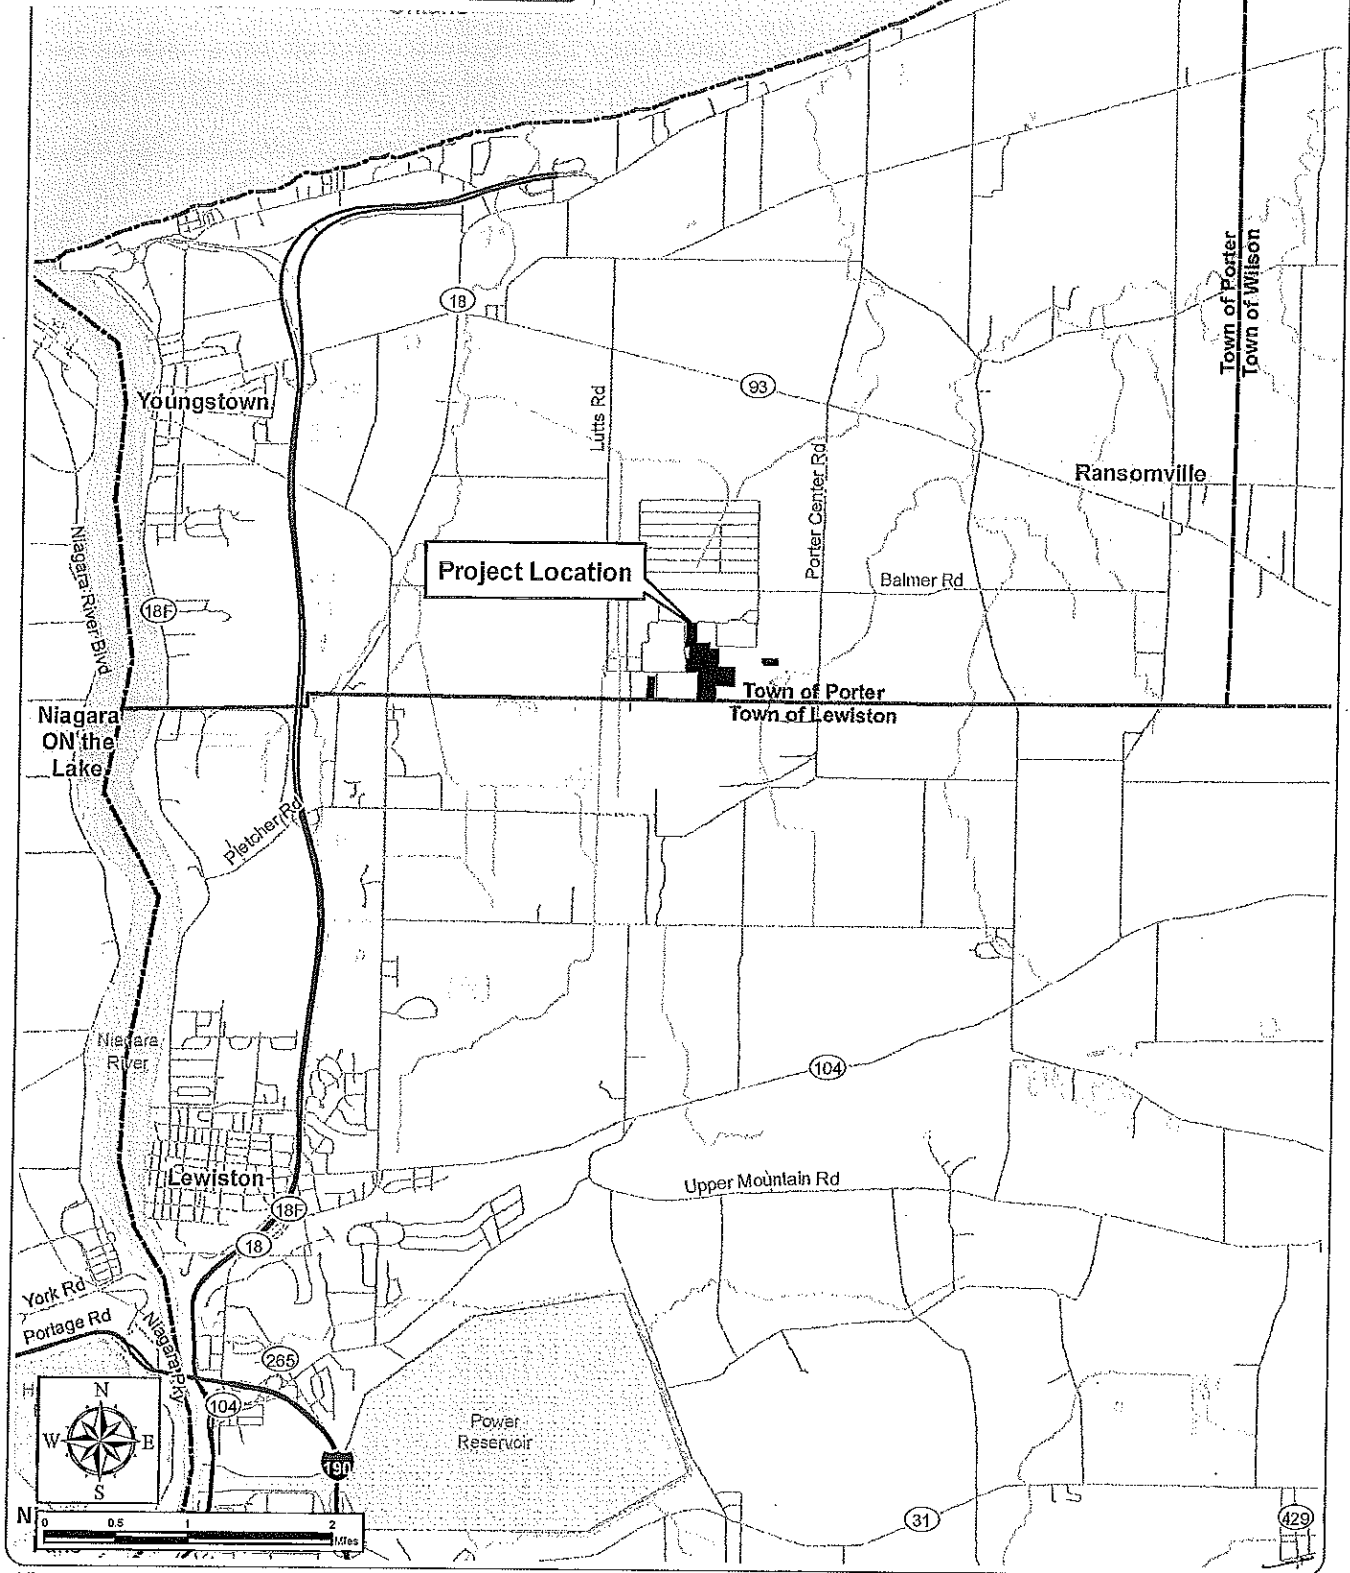 Town of Porter
Town of Wilson
18
93
Youngstown
Lutts Rd
Porter Center Rd
Ransomville
Project Location
Balmer Rd
Niagara River Blvd
18F
Town of Porter
Town of Lewiston
Niagara
ON the
Lake
Pletcher Rd
Niagara
River
104
Lewiston
Upper Mountain Rd
18F
18
York Rd
Portage Rd
Niagara Pky
265
104
N
W
E
S
Power
Reservoir
190
31
429
0
0.5
1
2
Miles